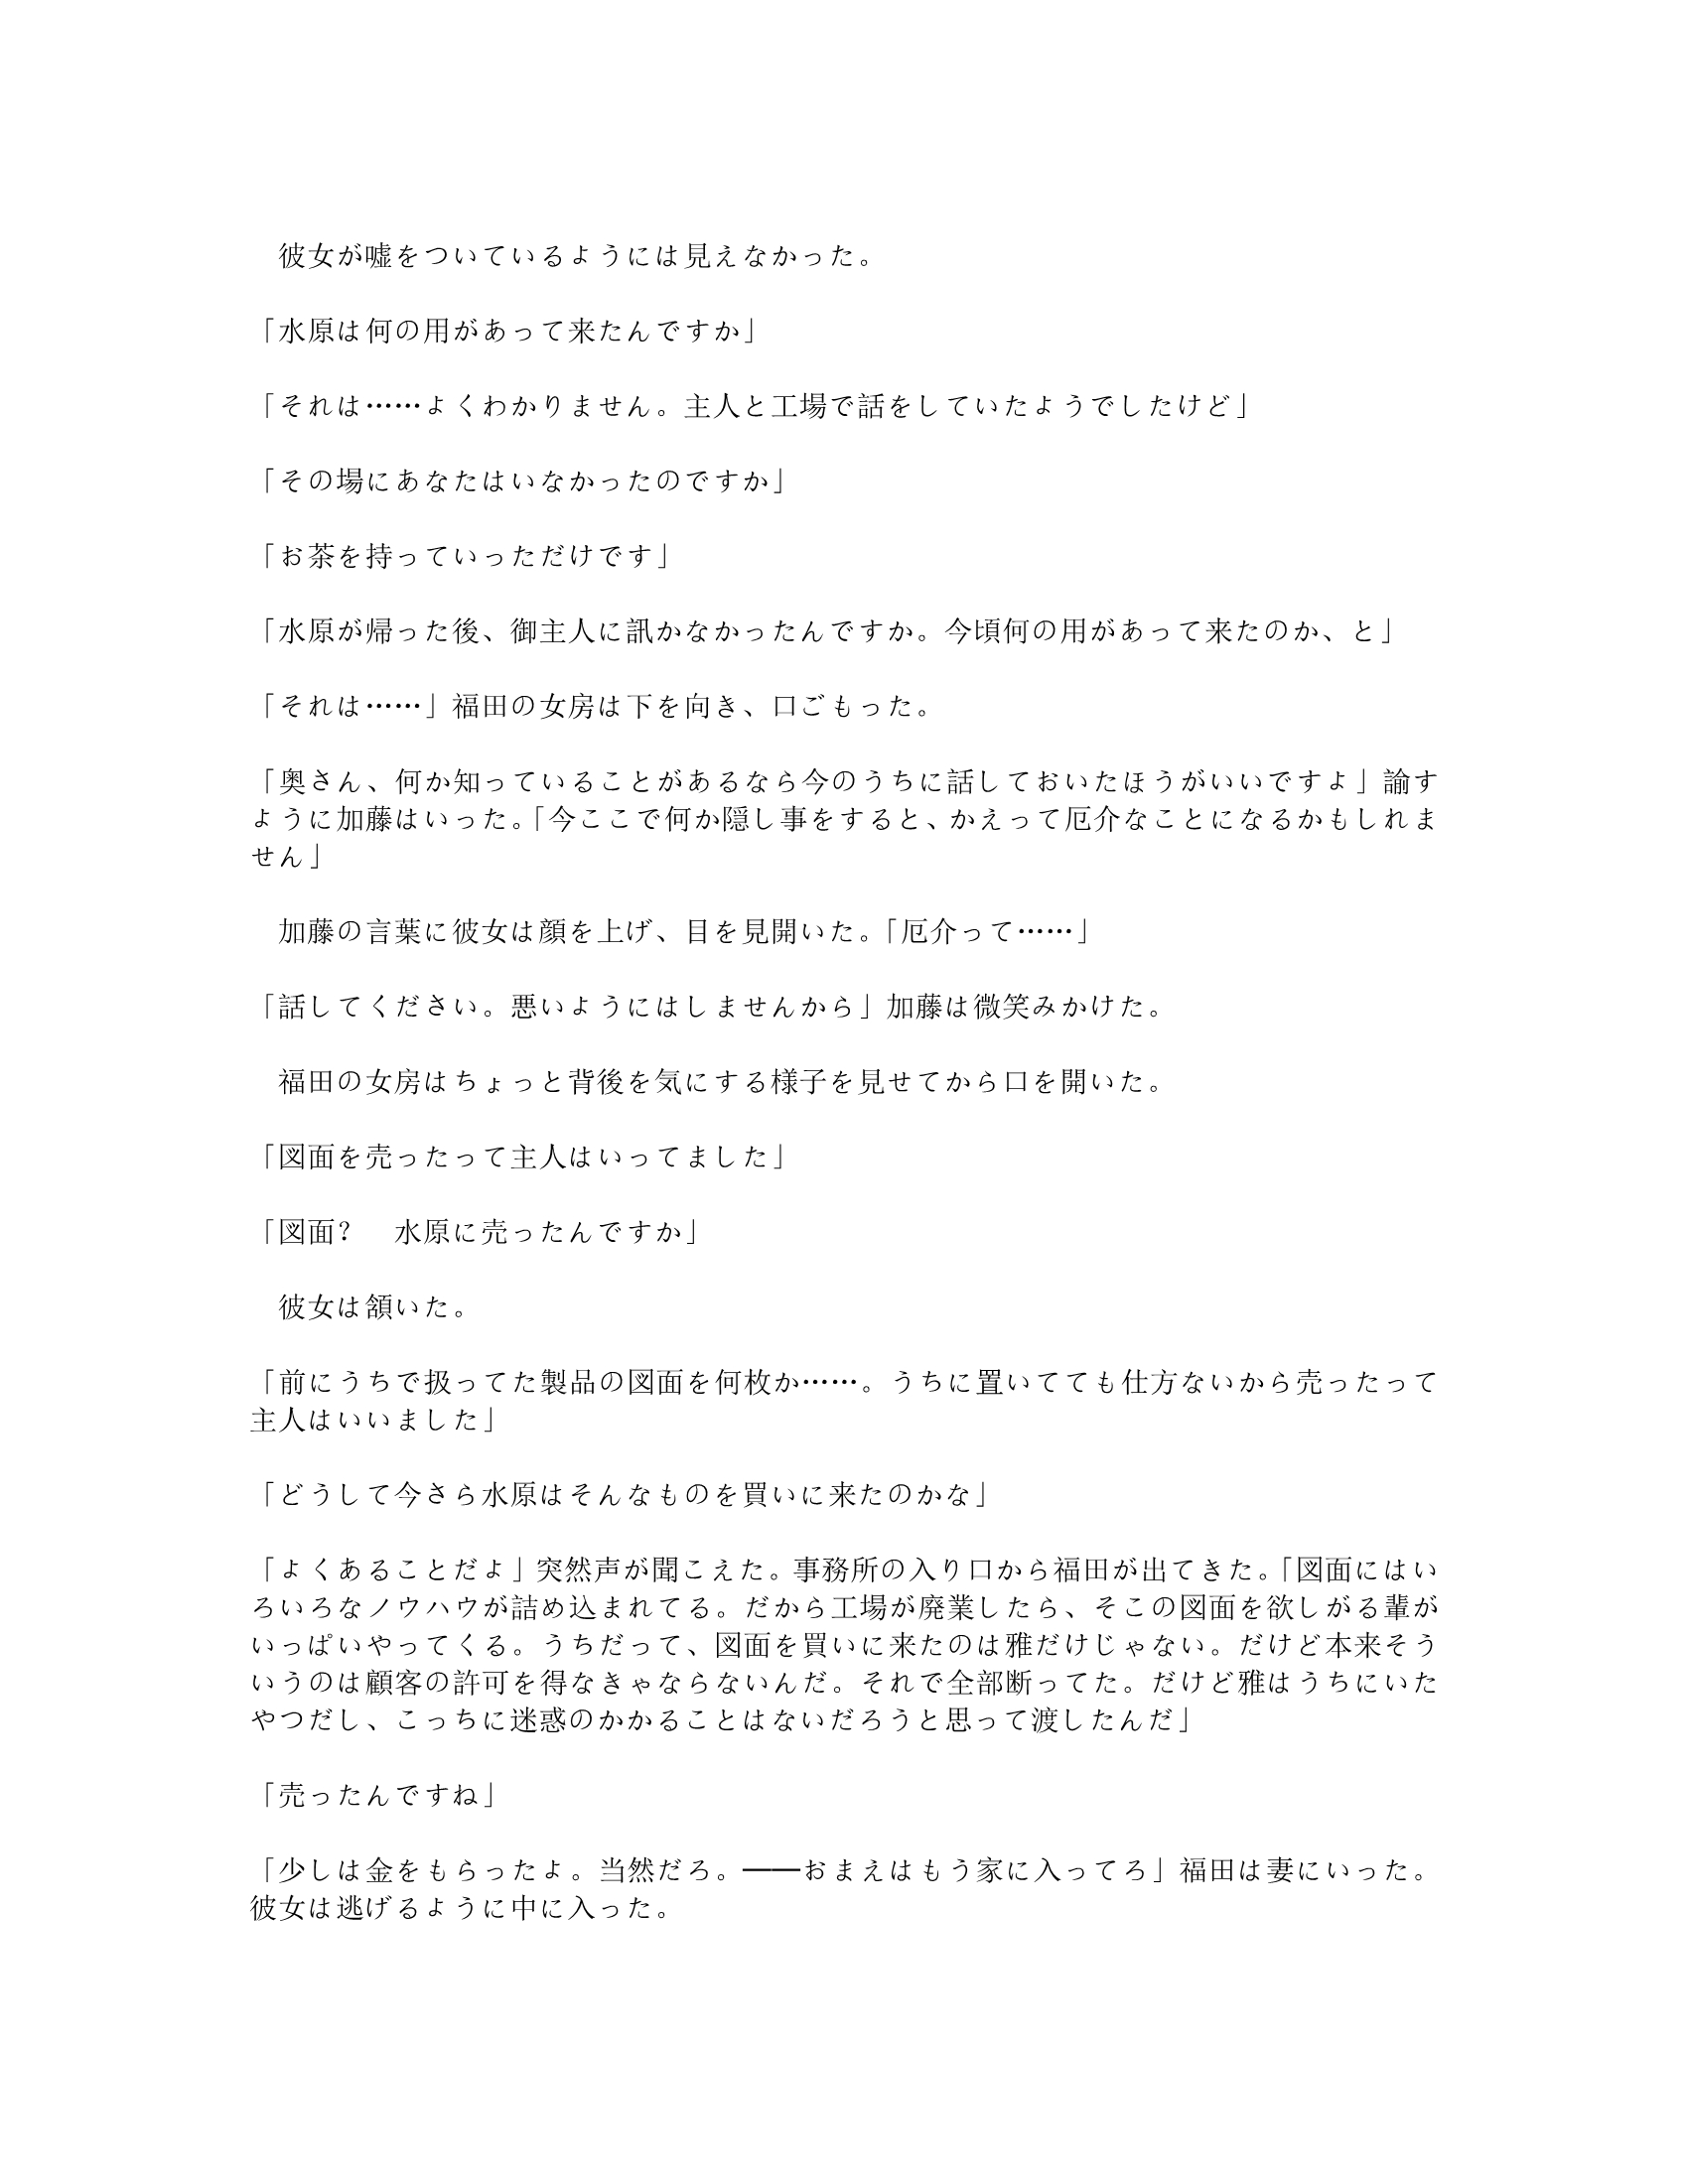 彼女が嘘をついているようには見えなかった。
「水原は何の用があって来たんですか」
「それは……よくわかりません。主人と工場で話をしていたようでしたけど」
「その場にあなたはいなかったのですか」
「お茶を持っていっただけです」
「水原が帰った後、御主人に訊かなかったんですか。今頃何の用があって来たのか、と」
「それは……」福田の女房は下を向き、口ごもった。
「奥さん、何か知っていることがあるなら今のうちに話しておいたほうがいいですよ」諭す
ように加藤はいった。「今ここで何か隠し事をすると、かえって厄介なことになるかもしれま
せん」
加藤の言葉に彼女は顔を上げ、目を見開いた。「厄介って……」
「話してください。悪いようにはしませんから」加藤は微笑みかけた。
福田の女房はちょっと背後を気にする様子を見せてから口を開いた。
「図面を売ったって主人はいってました」
「図面?　水原に売ったんですか」
彼女は頷いた。
「前にうちで扱ってた製品の図面を何枚か……。うちに置いてても仕方ないから売ったって
主人はいいました」
「どうして今さら水原はそんなものを買いに来たのかな」
「よくあることだよ」突然声が聞こえた。事務所の入り口から福田が出てきた。「図面にはい
ろいろなノウハウが詰め込まれてる。だから工場が廃業したら、そこの図面を欲しがる輩が
いっぱいやってくる。うちだって、図面を買いに来たのは雅だけじゃない。だけど本来そう
いうのは顧客の許可を得なきゃならないんだ。それで全部断ってた。だけど雅はうちにいた
やつだし、こっちに迷惑のかかることはないだろうと思って渡したんだ」
「売ったんですね」
「少しは金をもらったよ。当然だろ。――おまえはもう家に入ってろ」福田は妻にいった。
彼女は逃げるように中に入った。